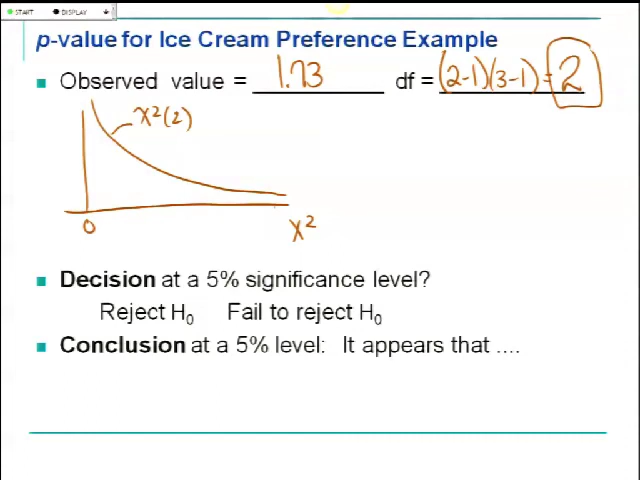 START DISPLAY
p-value for Ice Cream Preference Example
Observed value = 1.73 df = (2-1)(3-1) = 2
X²(2)
0
X²
Decision at a 5% significance level?
Reject H₀ Fail to reject H₀
Conclusion at a 5% level: It appears that ....